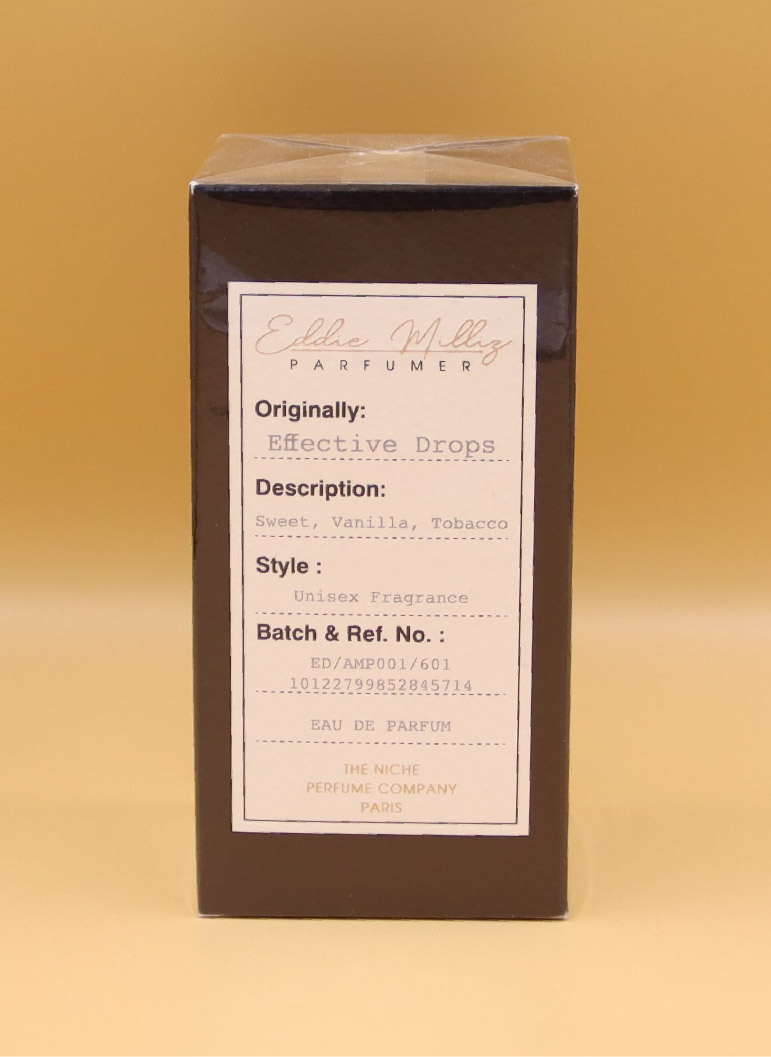 Eddie Milliz
PARFUMER
Originally:
Effective Drops
Description:
Sweet, Vanilla, Tobacco
Style :
Unisex Fragrance
Batch & Ref. No. :
ED/AMP001/601
10122799852845714
EAU DE PARFUM
THE NICHE
PERFUME COMPANY
PARIS